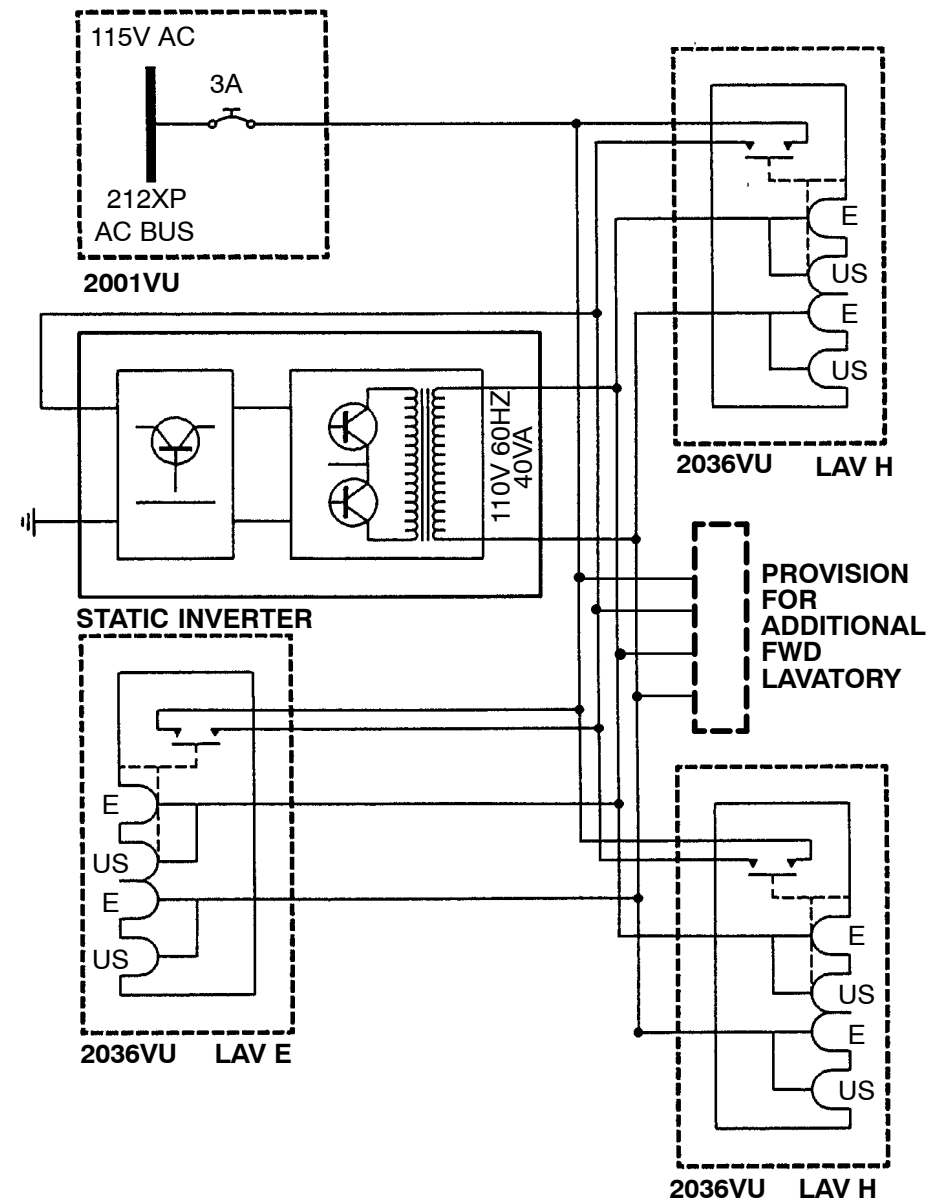 115V AC
3A
212XP
AC BUS
2001VU
E
US
E
US
2036VU LAV H
110V 60HZ
40VA
STATIC INVERTER
PROVISION
FOR
ADDITIONAL
FWD
LAVATORY
E
US
E
US
2036VU LAV E
E
US
E
US
2036VU LAV H